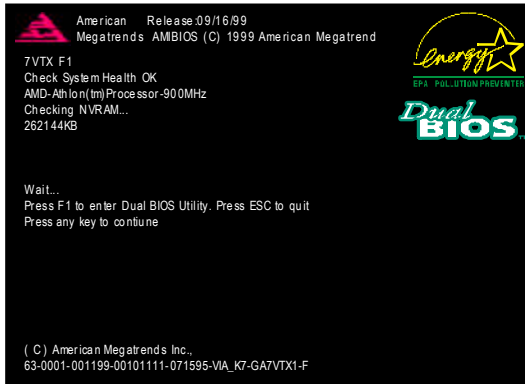 American Release:09/16/99
Megatrends AMIBIOS (C) 1999 American Megatrend
energy
EPA POLLUTION PREVENTER
Dual
BIOS
TM
7VTX F1
Check System Health OK
AMD-Athlon(tm)Processor-900MHz
Checking NVRAM...
262144KB
Wait...
Press F1 to enter Dual BIOS Utility. Press ESC to quit
Press any key to contiune
( C ) American Megatrends Inc.,
63-0001-001199-00101111-071595-VIA_K7-GA7VTX1-F